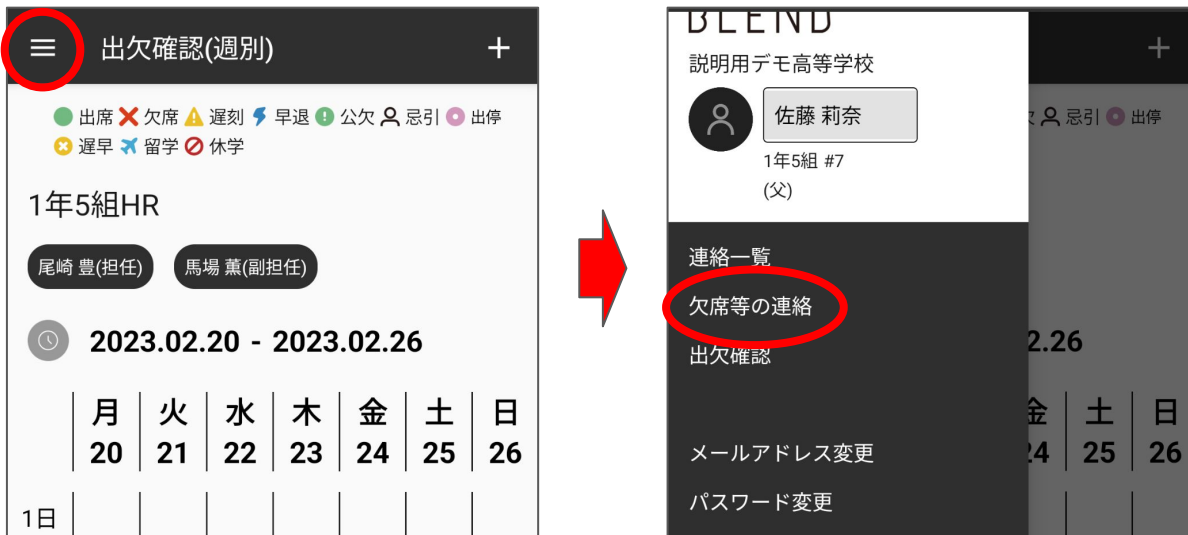 出欠確認(週別)
出席 欠席 遅刻 早退 公欠 忌引 出停
遅早 留学 休学
1年5組HR
尾崎 豊(担任) 馬場 薫(副担任)
2023.02.20 - 2023.02.26
月 火 水 木 金 土 日
20 21 22 23 24 25 26
1日
BLEND
説明用デモ高等学校
佐藤 莉奈
1年5組 #7
(父)
連絡一覧
欠席等の連絡
出欠確認
メールアドレス変更
パスワード変更
忌引 出停
2.26
金 土 日
24 25 26